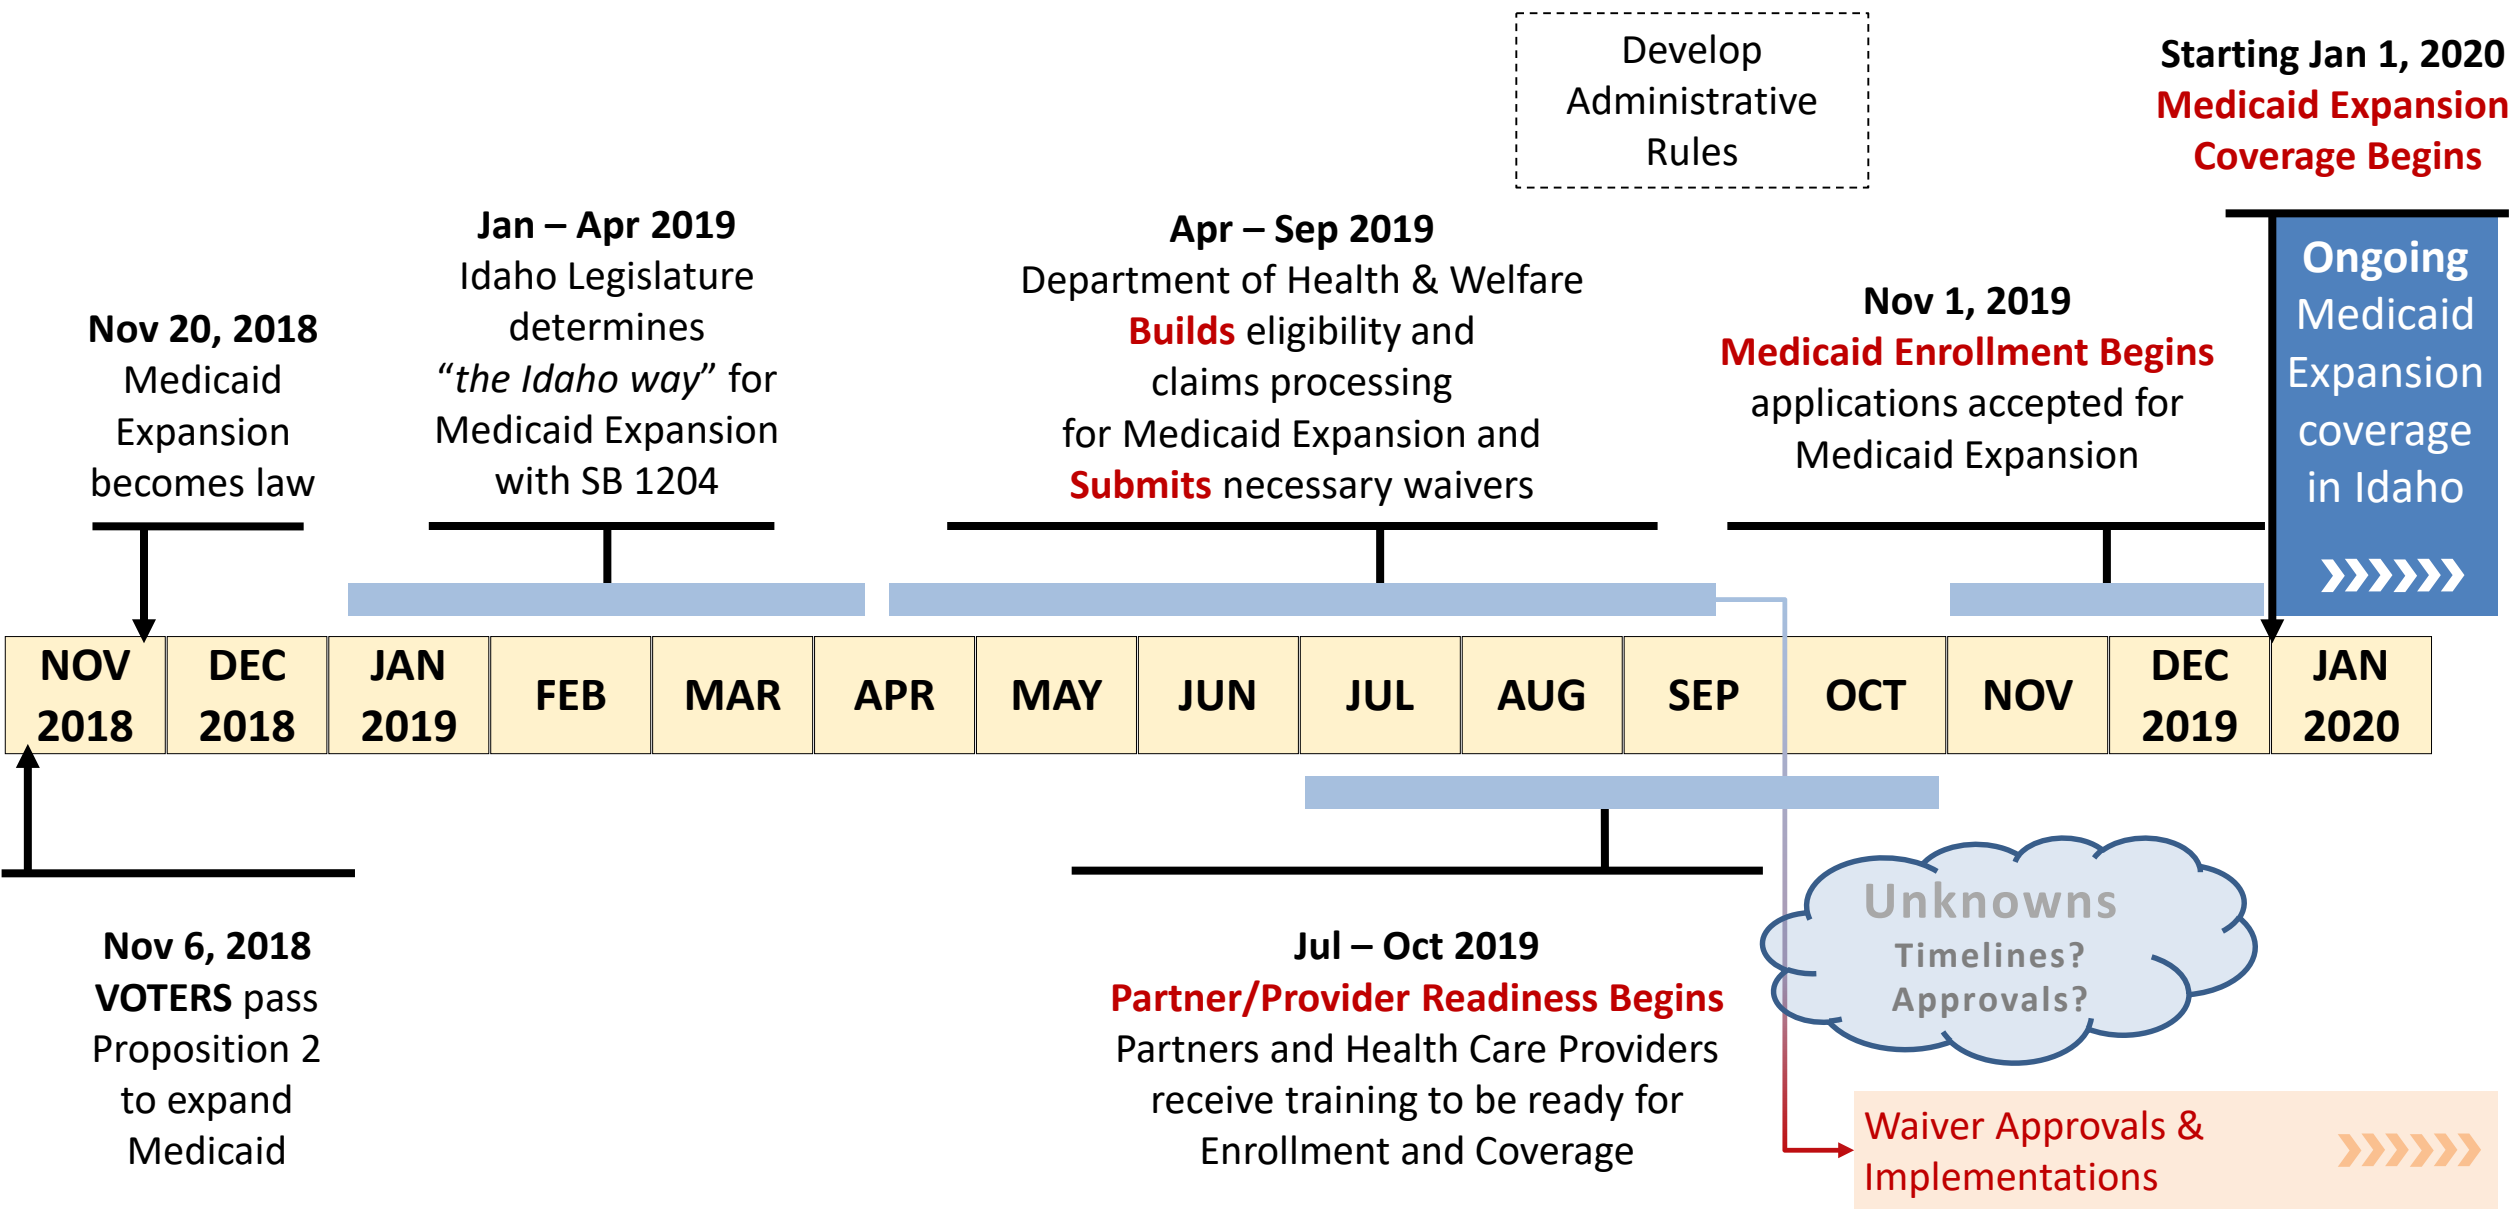 Develop
Administrative
Rules
Starting Jan 1, 2020
Medicaid Expansion
Coverage Begins
Nov 20, 2018
Medicaid
Expansion
becomes law
Jan – Apr 2019
Idaho Legislature
determines
“the Idaho way” for
Medicaid Expansion
with SB 1204
Apr – Sep 2019
Department of Health & Welfare
Builds eligibility and
claims processing
for Medicaid Expansion and
Submits necessary waivers
Nov 1, 2019
Medicaid Enrollment Begins
applications accepted for
Medicaid Expansion
Ongoing
Medicaid
Expansion
coverage
in Idaho
NOV
2018
DEC
2018
JAN
2019
FEB
MAR
APR
MAY
JUN
JUL
AUG
SEP
OCT
NOV
DEC
2019
JAN
2020
Nov 6, 2018
VOTERS pass
Proposition 2
to expand
Medicaid
Jul – Oct 2019
Partner/Provider Readiness Begins
Partners and Health Care Providers
receive training to be ready for
Enrollment and Coverage
Unknowns
Timelines?
Approvals?
Waiver Approvals &
Implementations